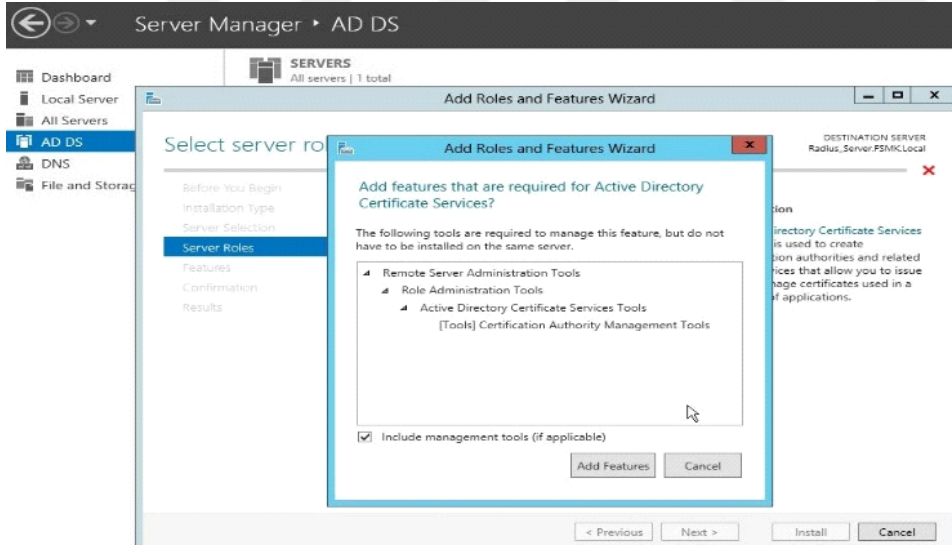 Server Manager ‣ AD DS
Dashboard
Local Server
All Servers
AD DS
DNS
File and Storag
SERVERS
All servers | 1 total
Add Roles and Features Wizard
Select server ro
DESTINATION SERVER
Radius_Server.FSMK.Local
Before You Begin
Installation Type
Server Selection
Server Roles
Features
Confirmation
Results
Add Roles and Features Wizard
Add features that are required for Active Directory
Certificate Services?
The following tools are required to manage this feature, but do not
have to be installed on the same server.
Remote Server Administration Tools
Role Administration Tools
Active Directory Certificate Services Tools
[Tools] Certification Authority Management Tools
Include management tools (if applicable)
Add Features
Cancel
tion
irectory Certificate Services
is used to create
tion authorities and related
ices that allow you to issue
nage certificates used in a
of applications.
< Previous
Next >
Install
Cancel